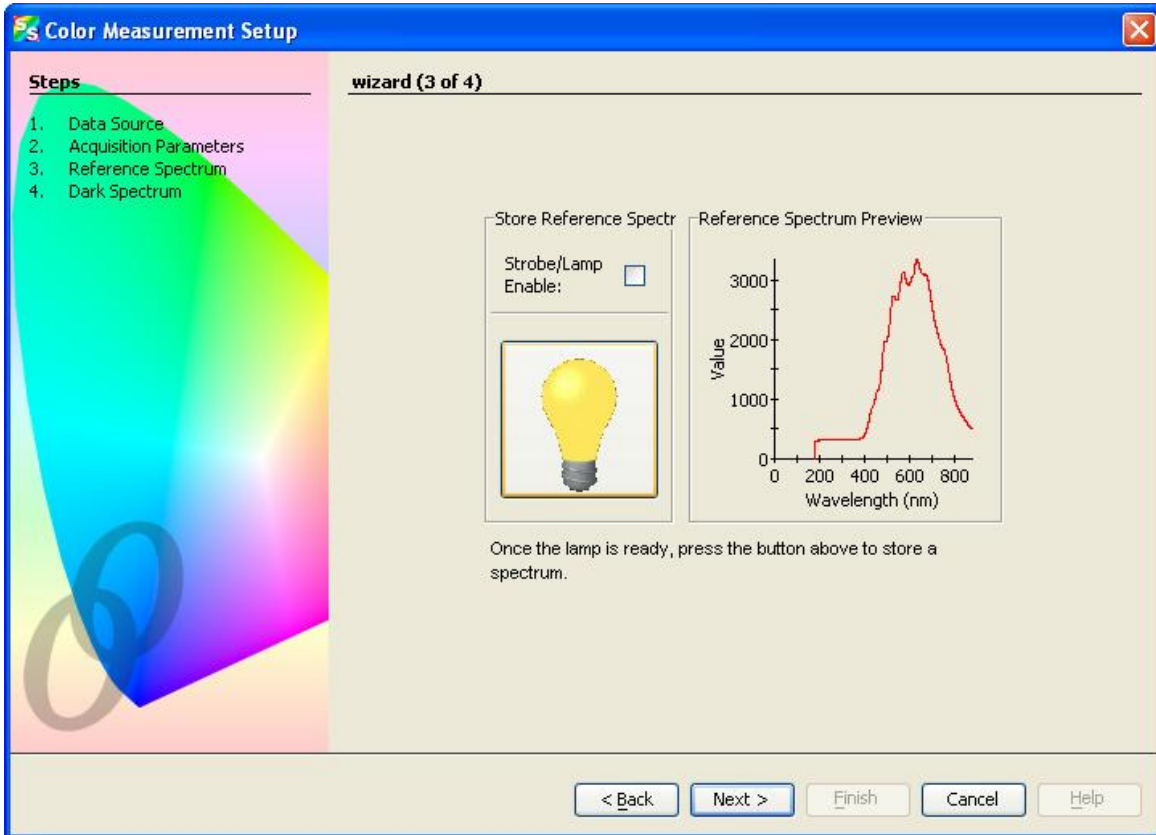 Color Measurement Setup
Steps
1. Data Source
2. Acquisition Parameters
3. Reference Spectrum
4. Dark Spectrum
wizard (3 of 4)
Store Reference Spectr
Strobe/Lamp
Enable:
Reference Spectrum Preview
3000
2000
1000
0
Value
0 200 400 600 800
Wavelength (nm)
Once the lamp is ready, press the button above to store a
spectrum.
< Back Next > Finish Cancel Help